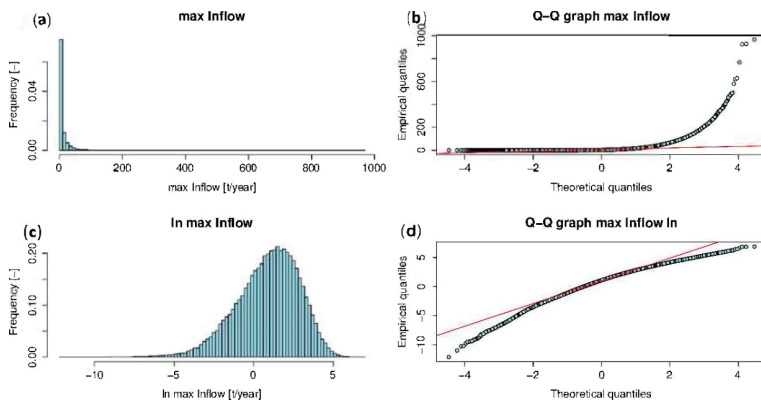 (a)
max Inflow
Frequency [-]
0.04
0.00
0 200 400 600 800 1000
max Inflow [t/year]
(b)
Q-Q graph max Inflow
Empirical quantiles
1000
600
200
0
-4 -2 0 2 4
Theoretical quantiles
(c)
ln max Inflow
Frequency [-]
0.20
0.10
0.00
-10 -5 0 5
ln max Inflow [t/year]
(d)
Q-Q graph max Inflow ln
Empirical quantiles
5
0
-5
-10
-4 -2 0 2 4
Theoretical quantiles